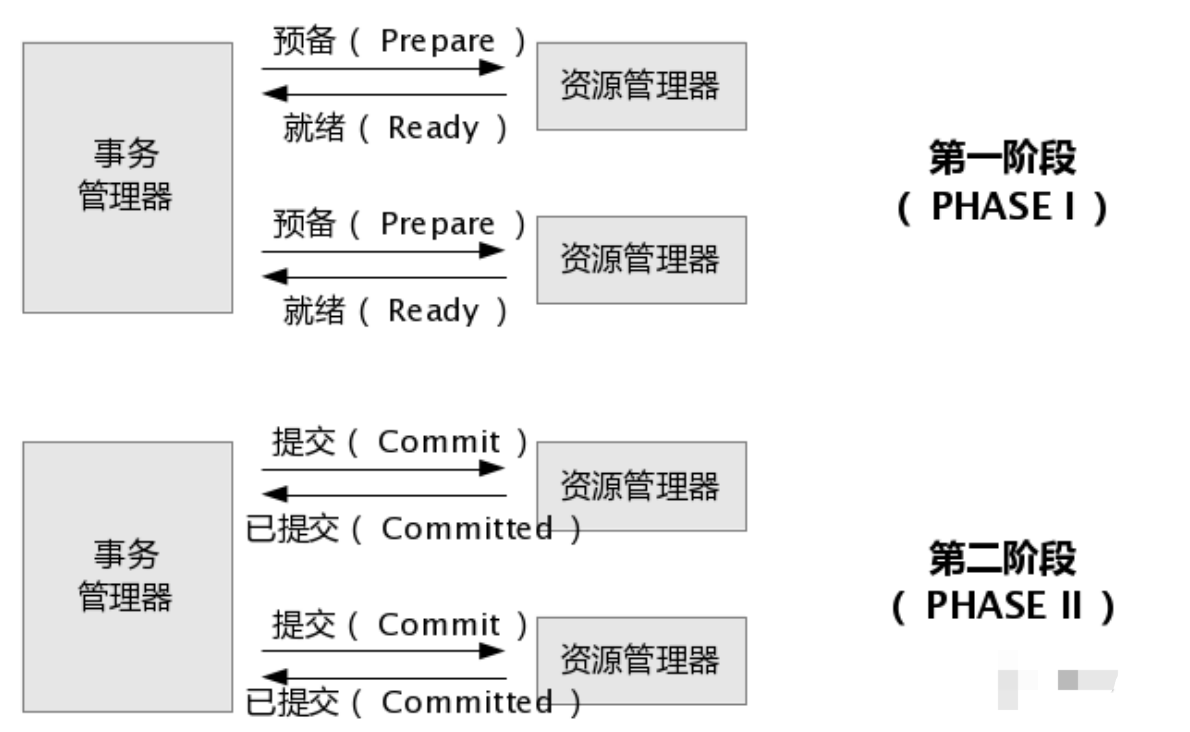 预备（ Prepare ）
资源管理器
就绪（ Ready ）
事务
管理器
预备（ Prepare ）
资源管理器
就绪（ Ready ）
第一阶段
（ PHASE I ）
提交（ Commit ）
资源管理器
已提交（ Committed ）
事务
管理器
提交（ Commit ）
资源管理器
已提交（ Committed ）
第二阶段
（ PHASE II ）